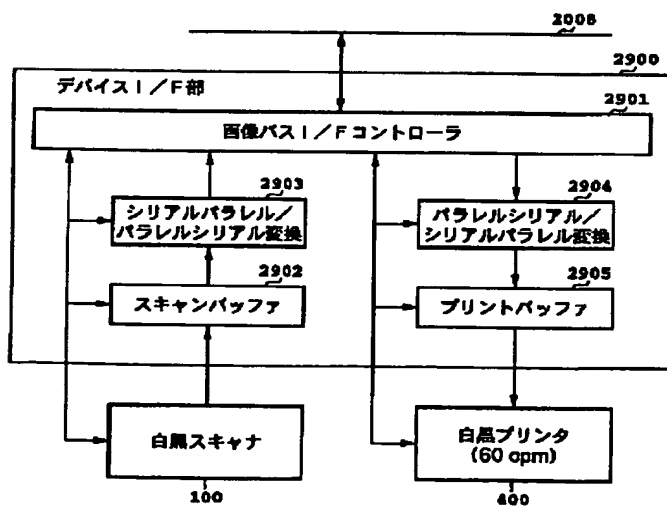 2008
2900
デバイスI/F部
2901
画像バスI/Fコントローラ
2903
シリアルパラレル/
パラレルシリアル変換
2904
パラレルシリアル/
シリアルパラレル変換
2902
スキャンバッファ
2905
プリントバッファ
白黒スキャナ
100
白黒プリンタ
(60 cpm)
400